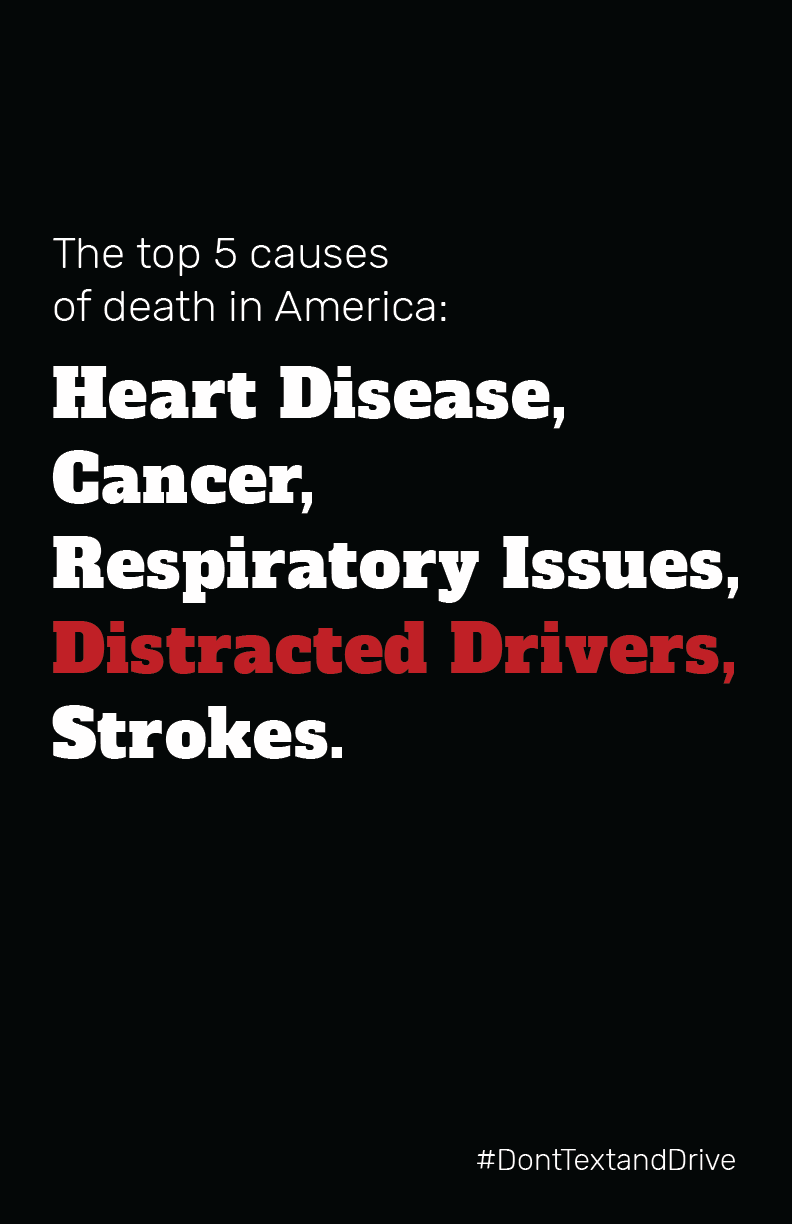 The top 5 causes
of death in America:
Heart Disease,
Cancer,
Respiratory Issues,
Distracted Drivers,
Strokes.
#DontTextandDrive